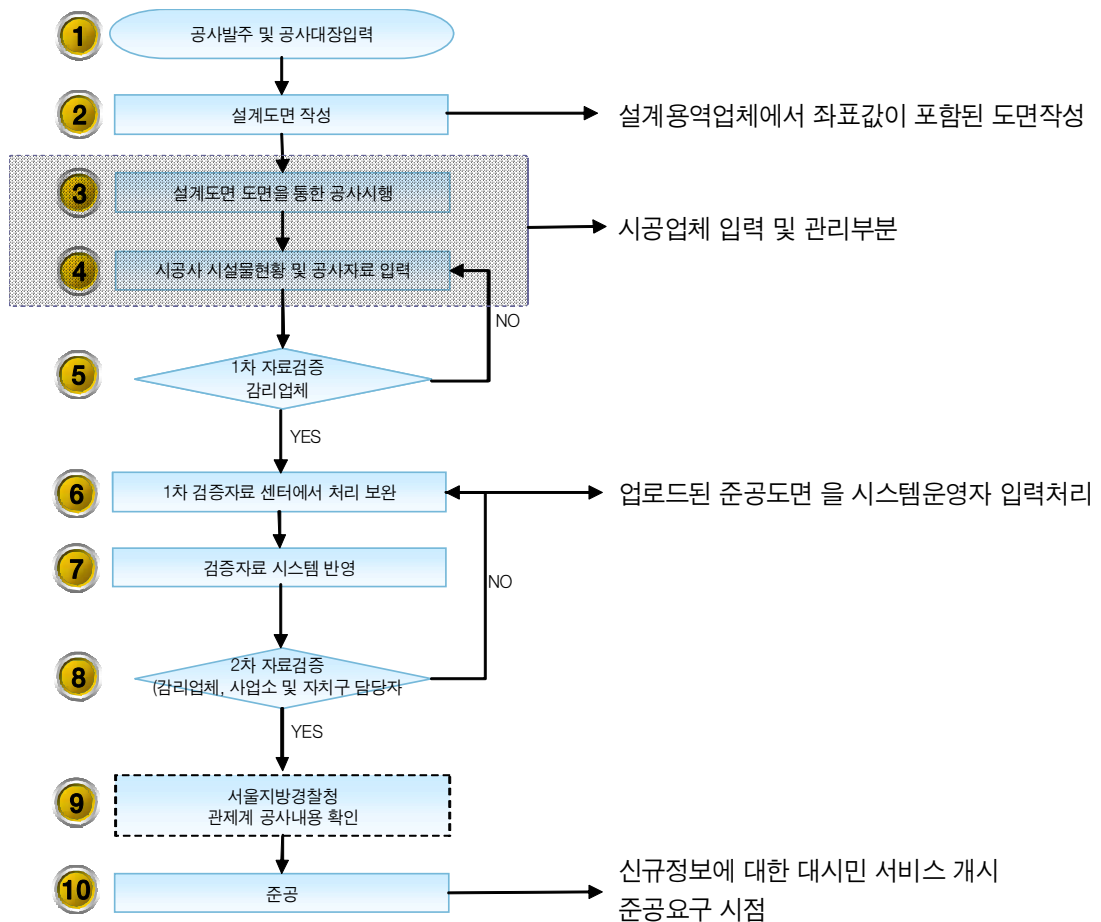 1
공사발주 및 공사대장입력
2
설계도면 작성
설계용역업체에서 좌표값이 포함된 도면작성
3
설계도면 도면을 통한 공사시행
시공업체 입력 및 관리부분
4
시공사 시설물현황 및 공사자료 입력
NO
5
1차 자료검증
감리업체
YES
6
1차 검증자료 센터에서 처리 보완
업로드된 준공도면 을 시스템운영자 입력처리
7
검증자료 시스템 반영
NO
8
2차 자료검증
(감리업체, 사업소 및 자치구 담당자
YES
9
서울지방경찰청
관제계 공사내용 확인
10
준공
신규정보에 대한 대시민 서비스 개시
준공요구 시점